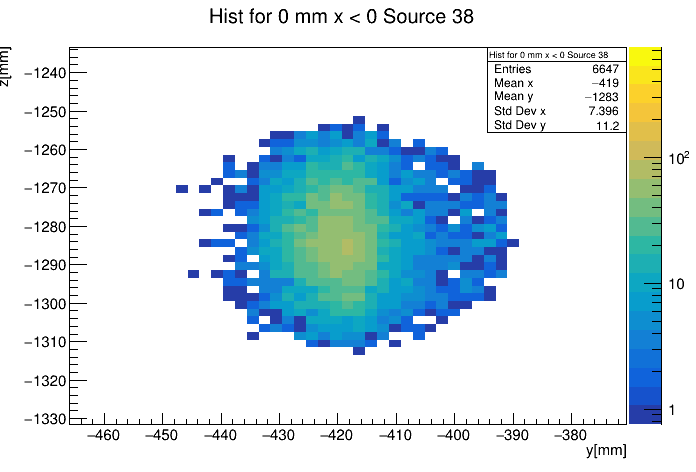 Hist for 0 mm x < 0 Source 38
z[mm]
−1240
−1250
−1260
−1270
−1280
−1290
−1300
−1310
−1320
−1330
Hist for 0 mm x < 0 Source 38
Entries 6647
Mean x −419
Mean y −1283
Std Dev x 7.396
Std Dev y 11.2
10²
10
1
−460 −450 −440 −430 −420 −410 −400 −390 −380
y[mm]